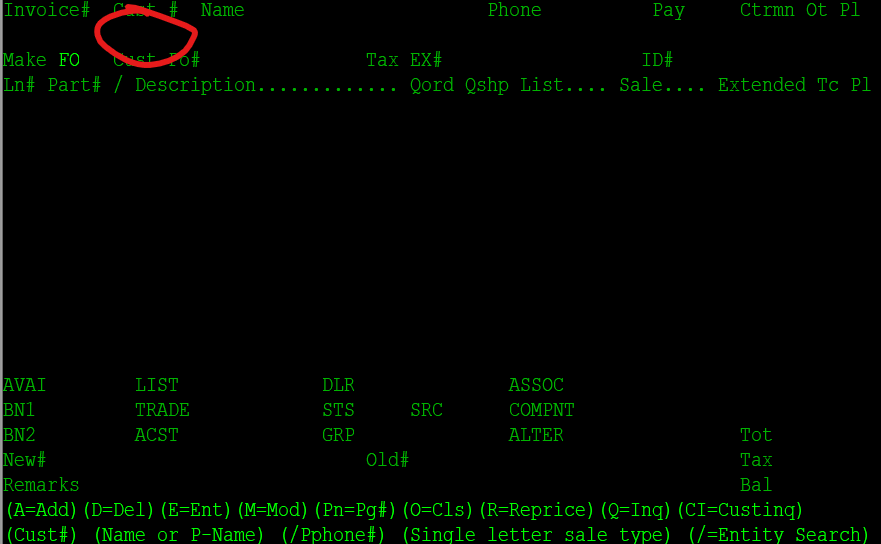 Invoice# Cust # Name Phone Pay Ctrmn Ot Pl
Make FO Cust Po# Tax EX# ID#
Ln# Part# / Description............. Qord Qshp List.... Sale.... Extended Tc Pl
AVAI LIST DLR ASSOC
BN1 TRADE STS SRC COMPNT
BN2 ACST GRP ALTER Tot
New# Old# Tax
Remarks Bal
(A=Add)(D=Del)(E=Ent)(M=Mod)(Pn=Pg#)(O=Cls)(R=Reprice)(Q=Inq)(CI=Custinq)
(Cust#) (Name or P-Name) (/Pphone#) (Single letter sale type) (/=Entity Search)